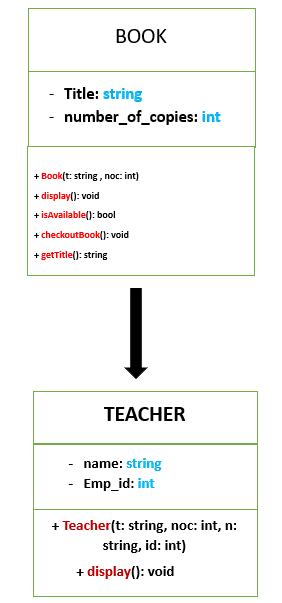 BOOK
- Title: string
- number_of_copies: int
+ Book(t: string , noc: int)
+ display(): void
+ isAvailable(): bool
+ checkoutBook(): void
+ getTitle(): string
TEACHER
- name: string
- Emp_id: int
+ Teacher(t: string, noc: int, n:
string, id: int)
+ display(): void